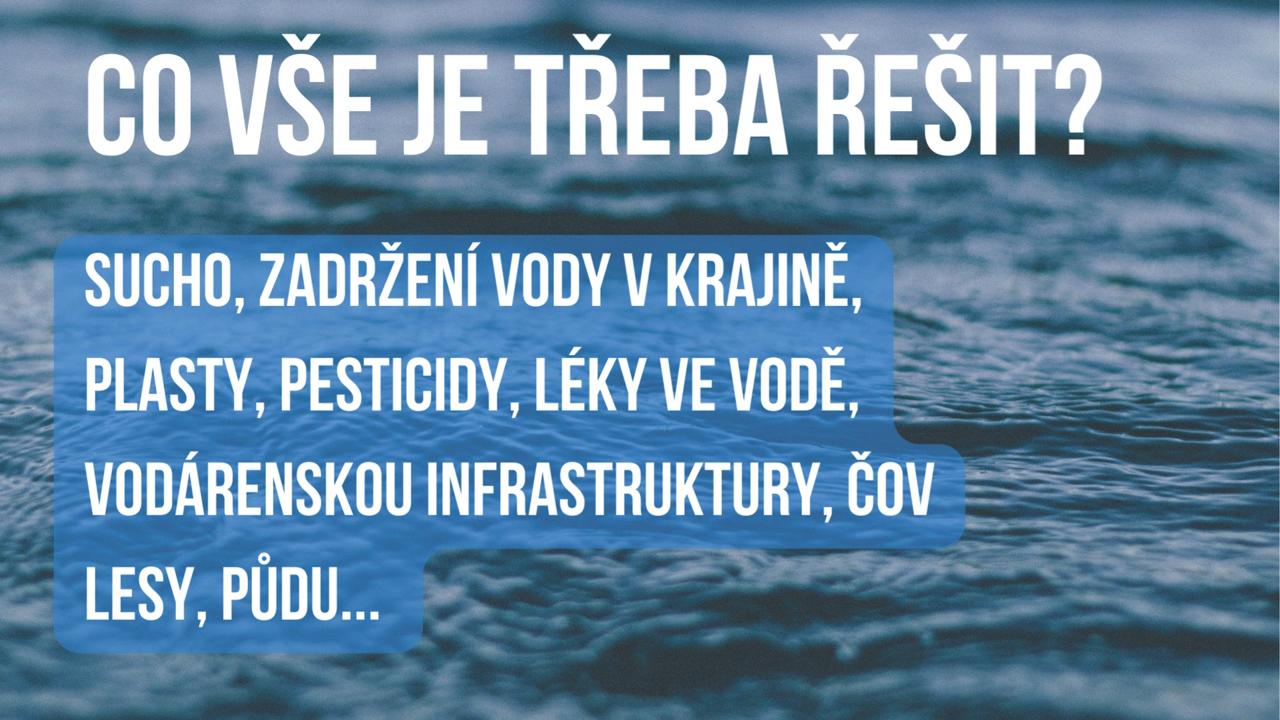 CO VŠE JE TŘEBA ŘEŠIT?
SUCHO, ZADRŽENÍ VODY V KRAJINĚ,
PLASTY, PESTICIDY, LÉKY VE VODĚ,
VODÁRENSKOU INFRASTRUKTURY, ČOV
LESY, PŮDU...